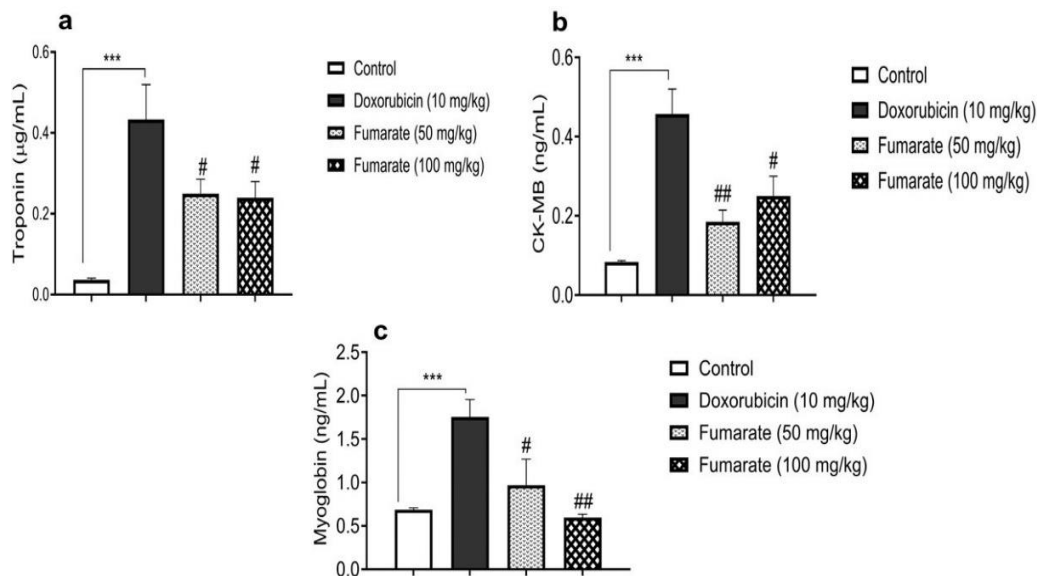 a
Troponin (µg/mL)
0.6
0.4
0.2
0.0
***
#
#
Control
Doxorubicin (10 mg/kg)
Fumarate (50 mg/kg)
Fumarate (100 mg/kg)
b
CK-MB (ng/mL)
0.6
0.4
0.2
0.0
***
##
#
Control
Doxorubicin (10 mg/kg)
Fumarate (50 mg/kg)
Fumarate (100 mg/kg)
c
Myoglobin (ng/mL)
2.5
2.0
1.5
1.0
0.5
0.0
***
#
##
Control
Doxorubicin (10 mg/kg)
Fumarate (50 mg/kg)
Fumarate (100 mg/kg)